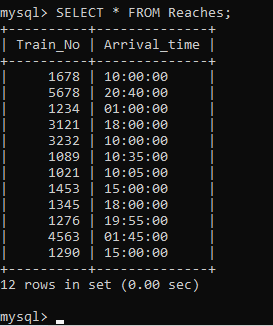 mysql> SELECT * FROM Reaches;
+----------+--------------+
| Train_No | Arrival_time |
+----------+--------------+
|     1678 | 10:00:00     |
|     5678 | 20:40:00     |
|     1234 | 01:00:00     |
|     3121 | 18:00:00     |
|     3232 | 10:00:00     |
|     1089 | 10:35:00     |
|     1021 | 10:05:00     |
|     1453 | 15:00:00     |
|     1345 | 18:00:00     |
|     1276 | 19:55:00     |
|     4563 | 01:45:00     |
|     1290 | 15:00:00     |
+----------+--------------+
12 rows in set (0.00 sec)
mysql> _